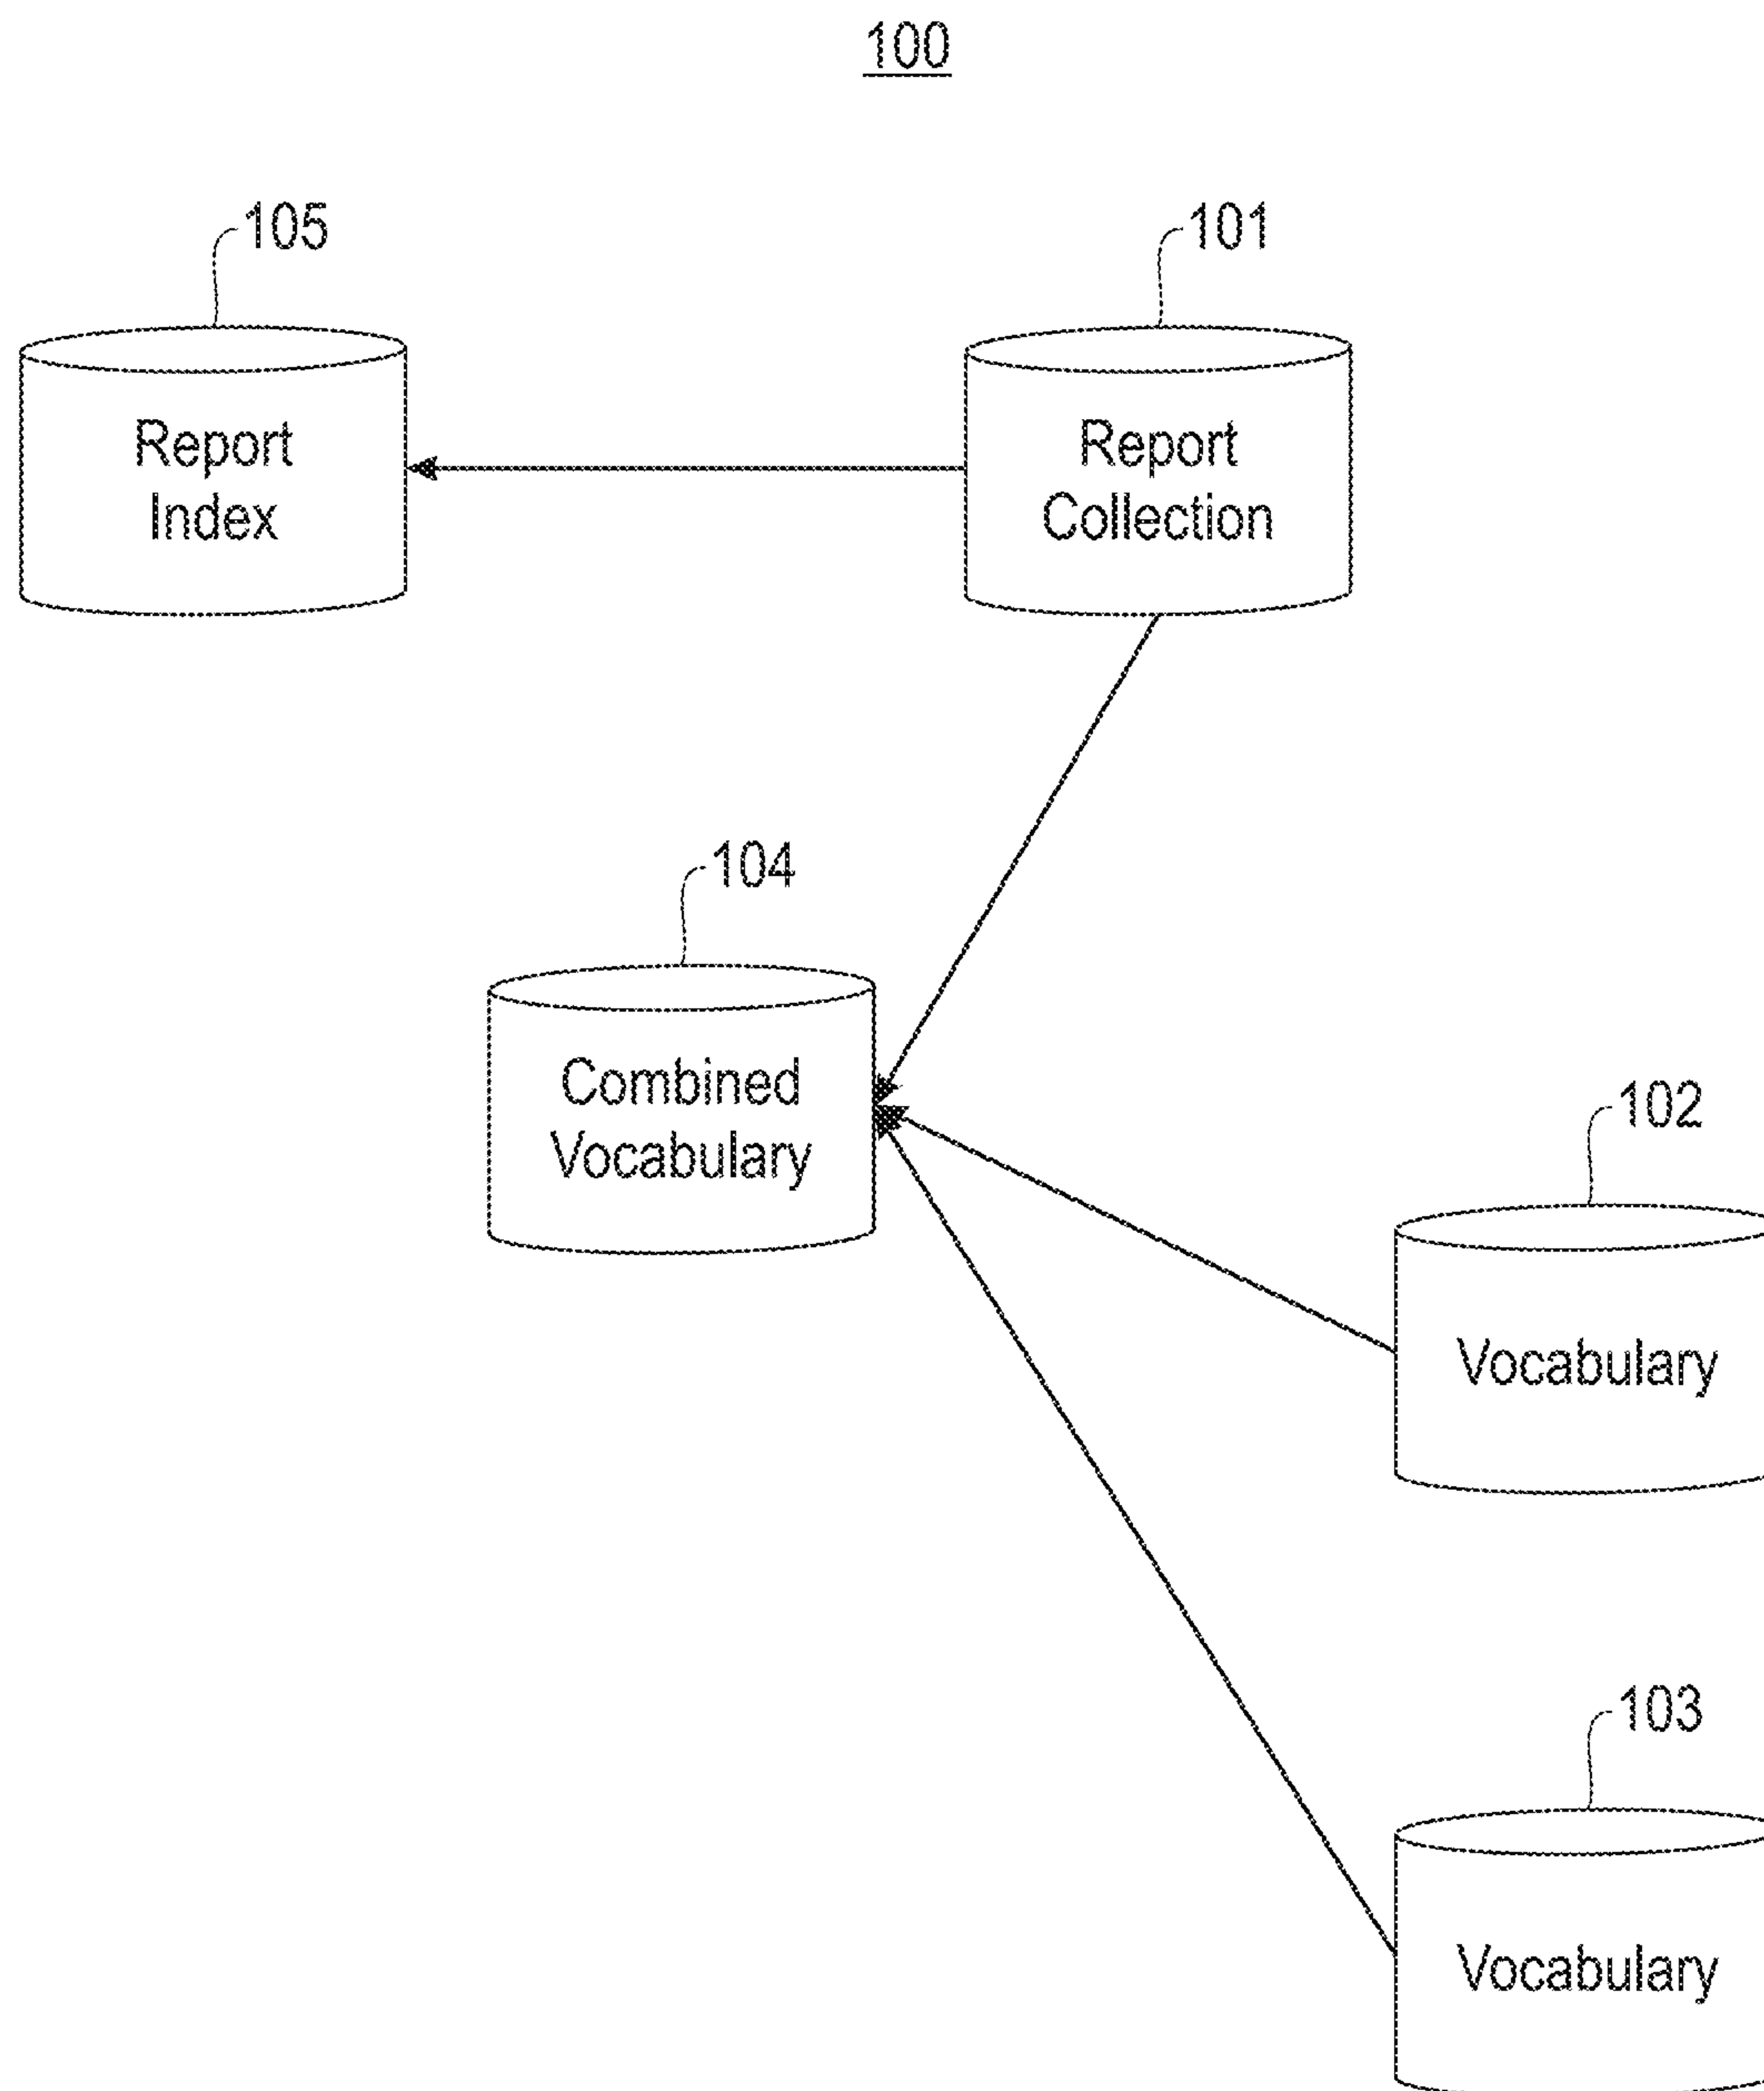 100
105
101
Report
Index
Report
Collection
104
Combined
Vocabulary
102
Vocabulary
103
Vocabulary